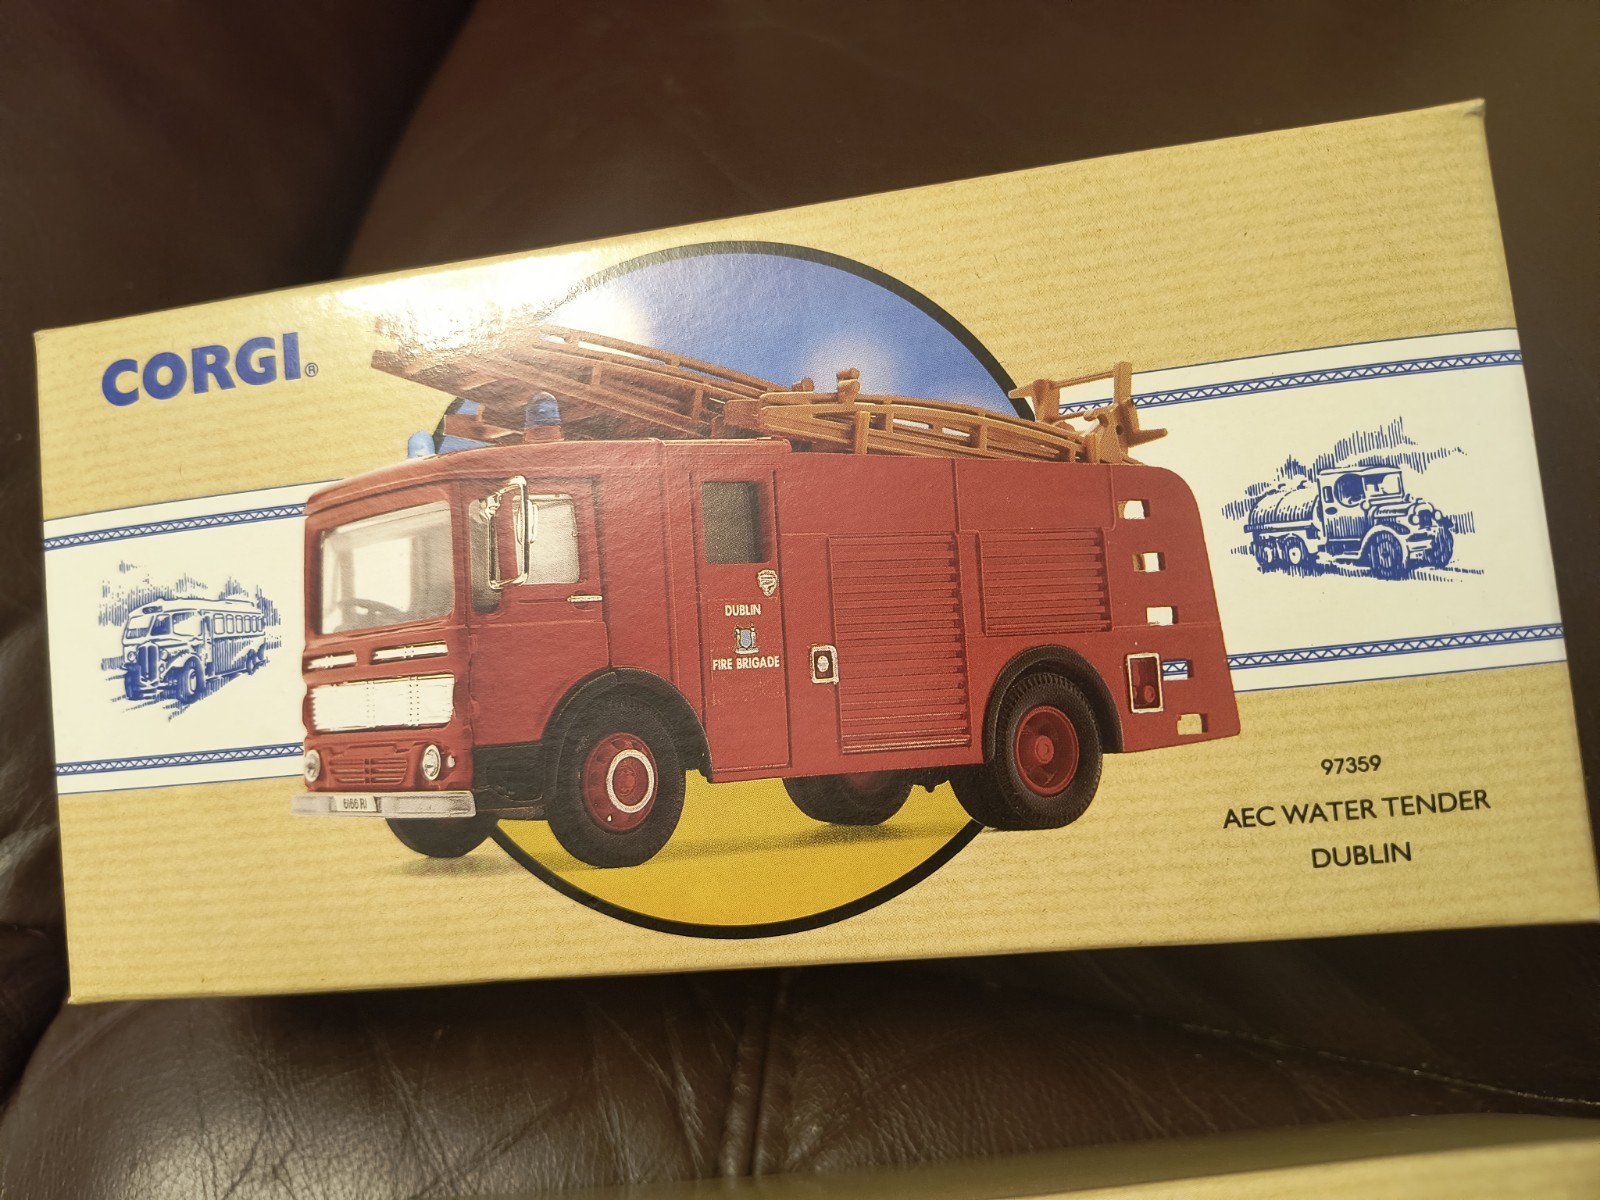 CORGI®
DUBLIN
FIRE BRIGADE
97359
AEC WATER TENDER
DUBLIN